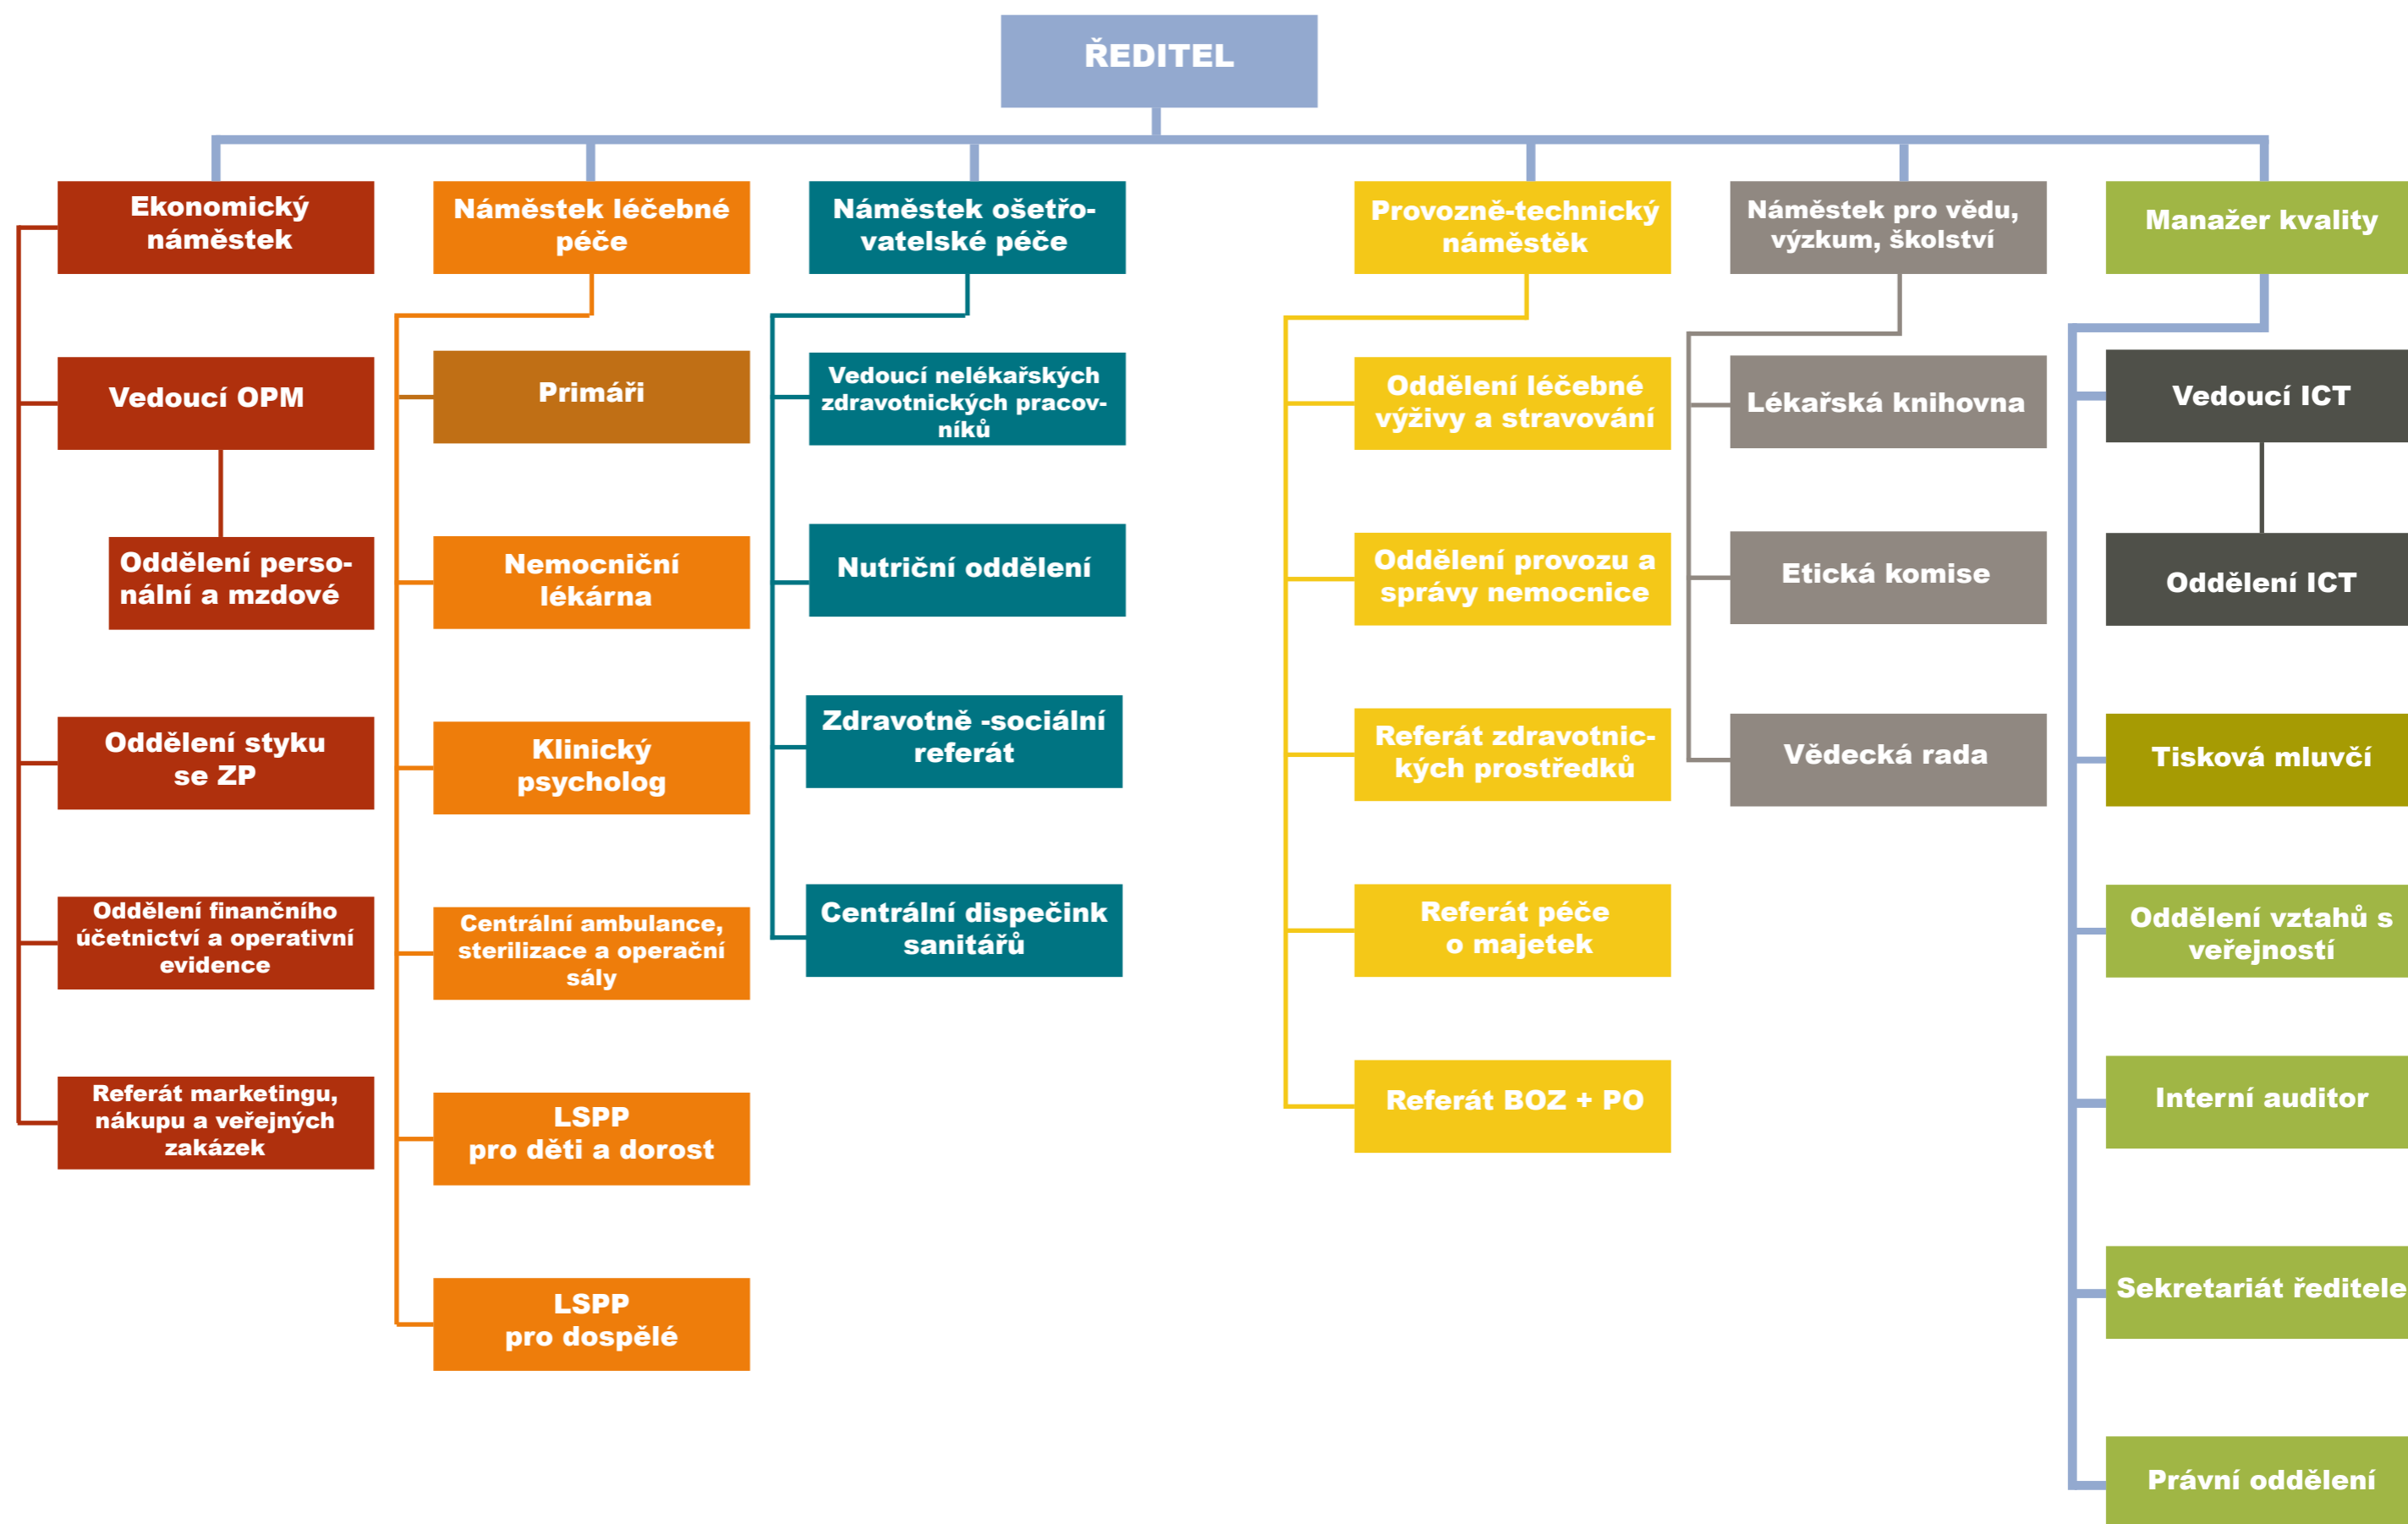 ŘEDITEL
Ekonomický
náměstek
Vedoucí OPM
Oddělení perso-
nální a mzdové
Oddělení styku
se ZP
Oddělení finančního
účetnictví a operativní
evidence
Referát marketingu,
nákupu a veřejných
zakázek
Náměstek léčebné
péče
Primáři
Nemocniční
lékárna
Klinický
psycholog
Centrální ambulance,
sterilizace a operační
sály
LSPP
pro děti a dorost
LSPP
pro dospělé
Náměstek ošetřo-
vatelské péče
Vedoucí nelékařských
zdravotnických pracov-
níků
Nutriční oddělení
Zdravotně -sociální
referát
Centrální dispečink
sanitářů
Provozně-technický
náměstěk
Oddělení léčebné
výživy a stravování
Oddělení provozu a
správy nemocnice
Referát zdravotnic-
kých prostředků
Referát péče
o majetek
Referát BOZ + PO
Náměstek pro vědu,
výzkum, školství
Lékařská knihovna
Etická komise
Vědecká rada
Manažer kvality
Vedoucí ICT
Oddělení ICT
Tisková mluvčí
Oddělení vztahů s
veřejností
Interní auditor
Sekretariát ředitele
Právní oddělení